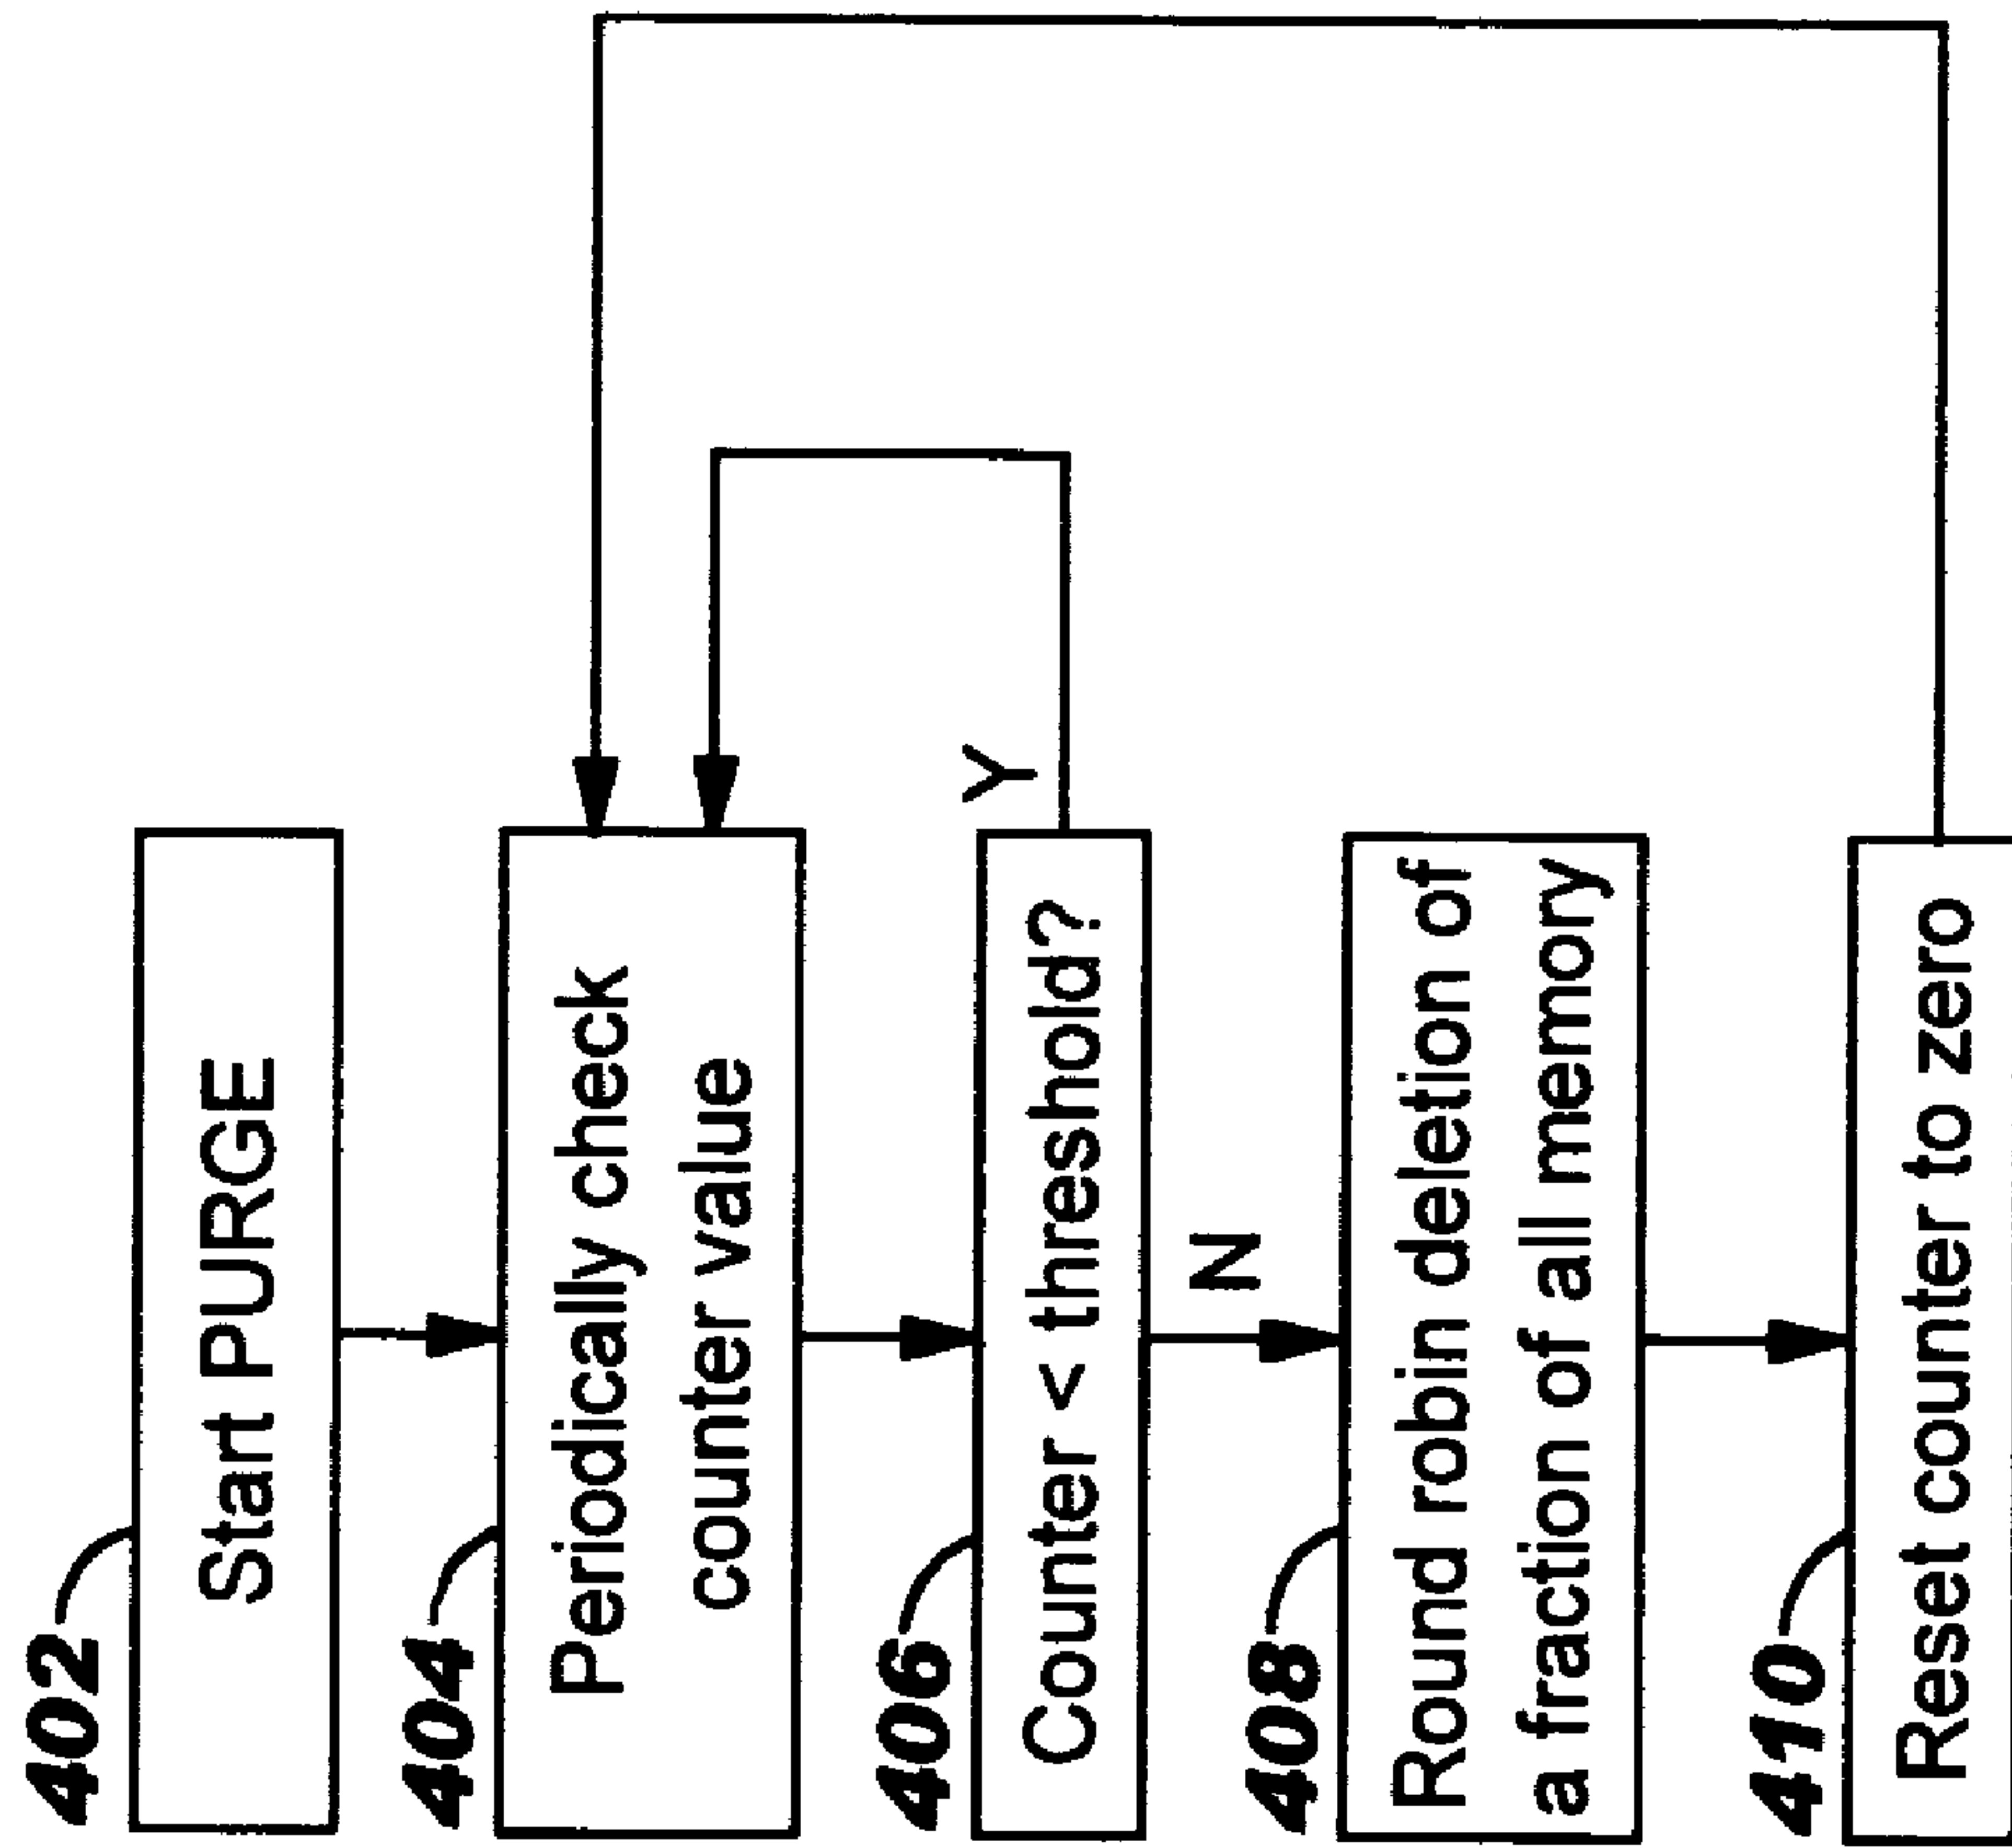 402
Start PURGE
404
Periodically check
counter value
406
Counter < threshold?
Y
N
408
Round robin deletion of
a fraction of all memory
410
Reset counter to zero